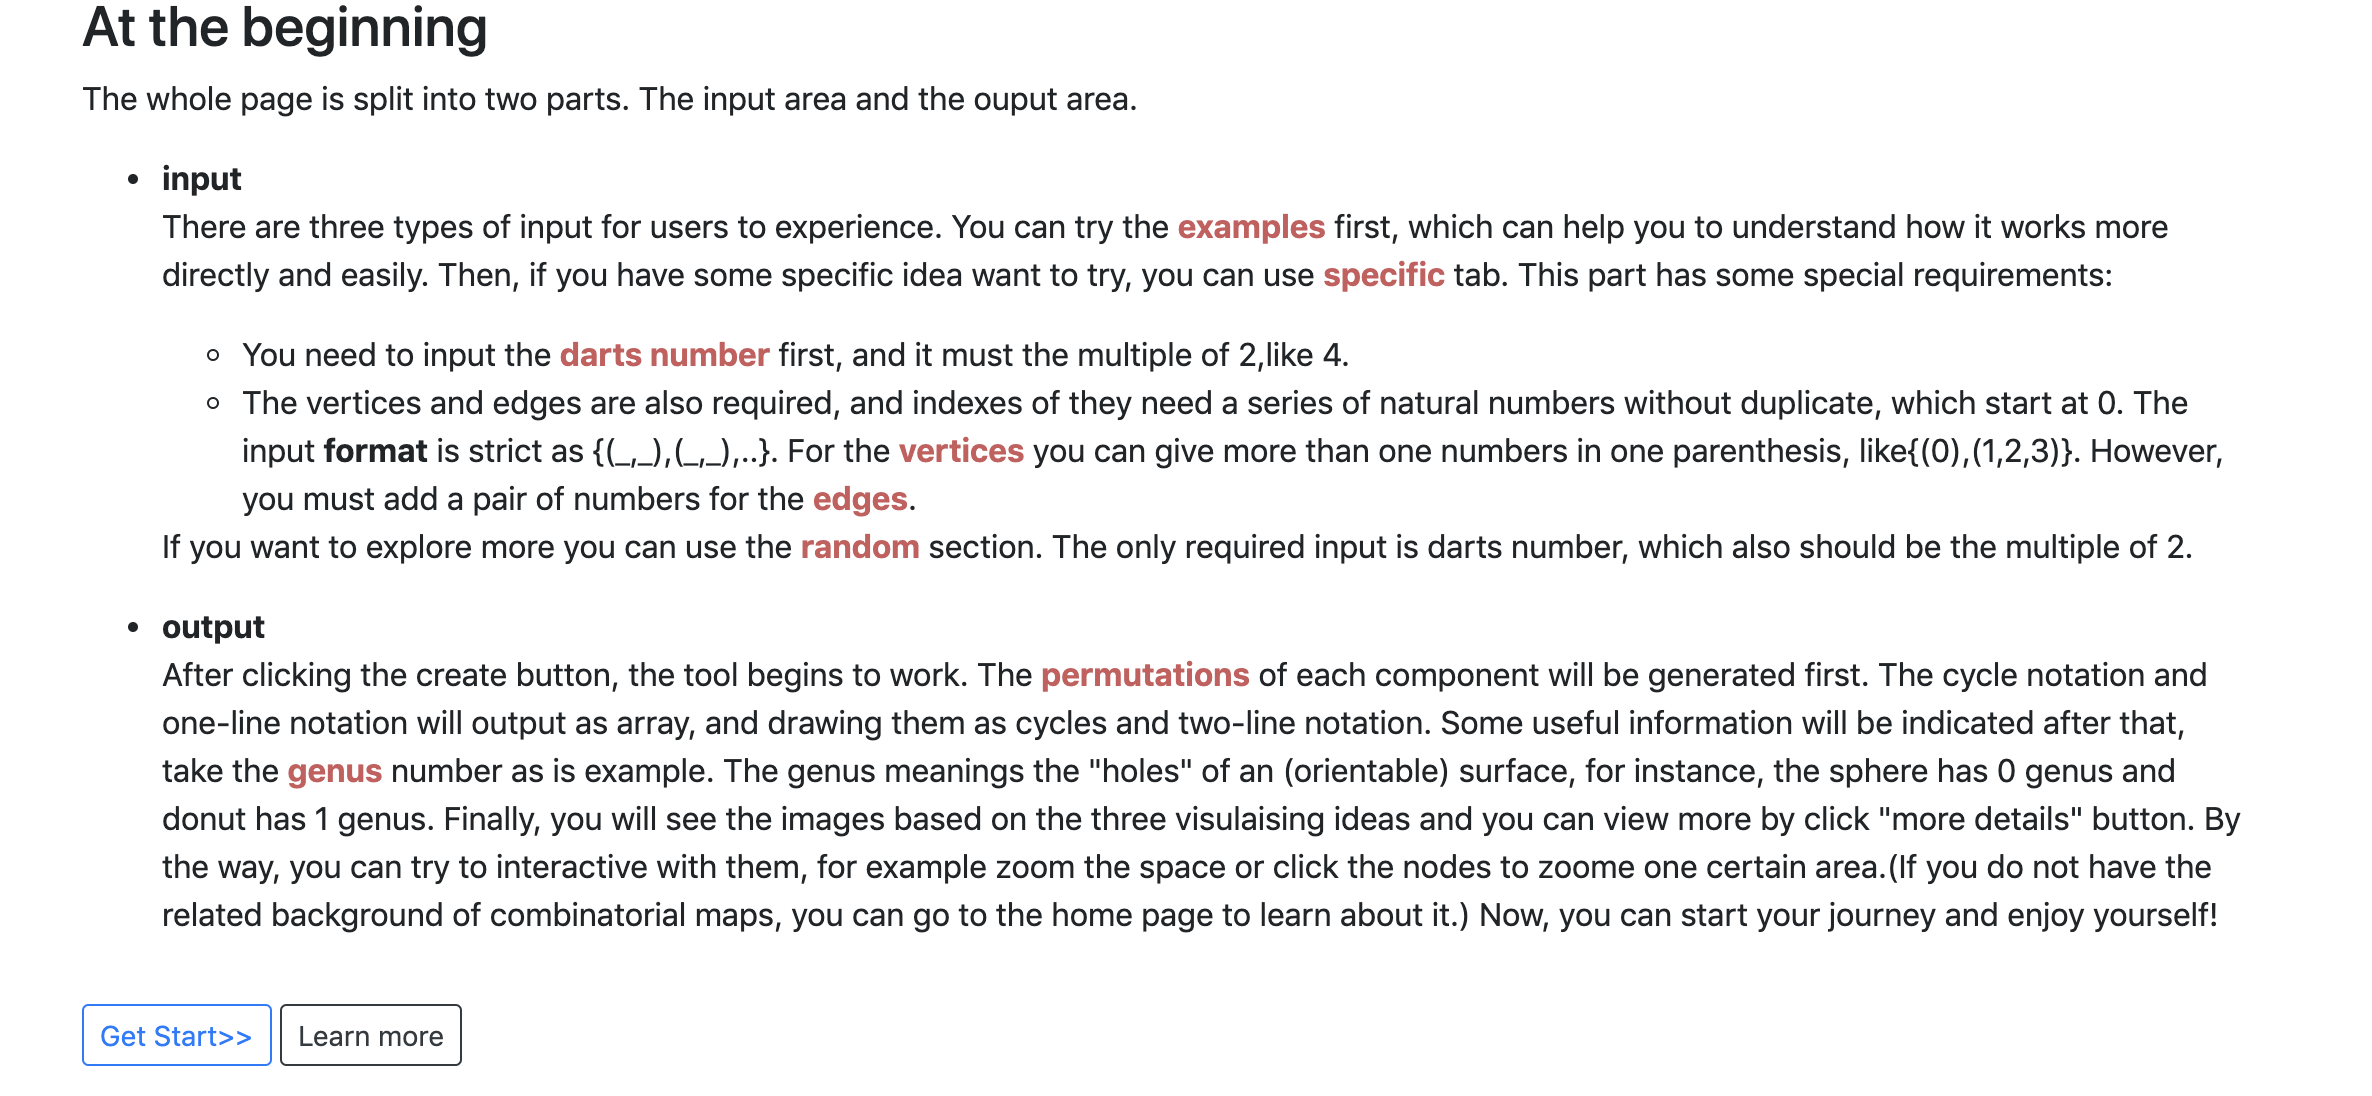 At the beginning
The whole page is split into two parts. The input area and the ouput area.
• input
There are three types of input for users to experience. You can try the examples first, which can help you to understand how it works more
directly and easily. Then, if you have some specific idea want to try, you can use specific tab. This part has some special requirements:
◦ You need to input the darts number first, and it must the multiple of 2,like 4.
◦ The vertices and edges are also required, and indexes of they need a series of natural numbers without duplicate, which start at 0. The
input format is strict as {(_,_),(_,_),..}. For the vertices you can give more than one numbers in one parenthesis, like{(0),(1,2,3)}. However,
you must add a pair of numbers for the edges.
If you want to explore more you can use the random section. The only required input is darts number, which also should be the multiple of 2.
• output
After clicking the create button, the tool begins to work. The permutations of each component will be generated first. The cycle notation and
one-line notation will output as array, and drawing them as cycles and two-line notation. Some useful information will be indicated after that,
take the genus number as is example. The genus meanings the "holes" of an (orientable) surface, for instance, the sphere has 0 genus and
donut has 1 genus. Finally, you will see the images based on the three visulaising ideas and you can view more by click "more details" button. By
the way, you can try to interactive with them, for example zoom the space or click the nodes to zoome one certain area.(If you do not have the
related background of combinatorial maps, you can go to the home page to learn about it.) Now, you can start your journey and enjoy yourself!
Get Start>> Learn more